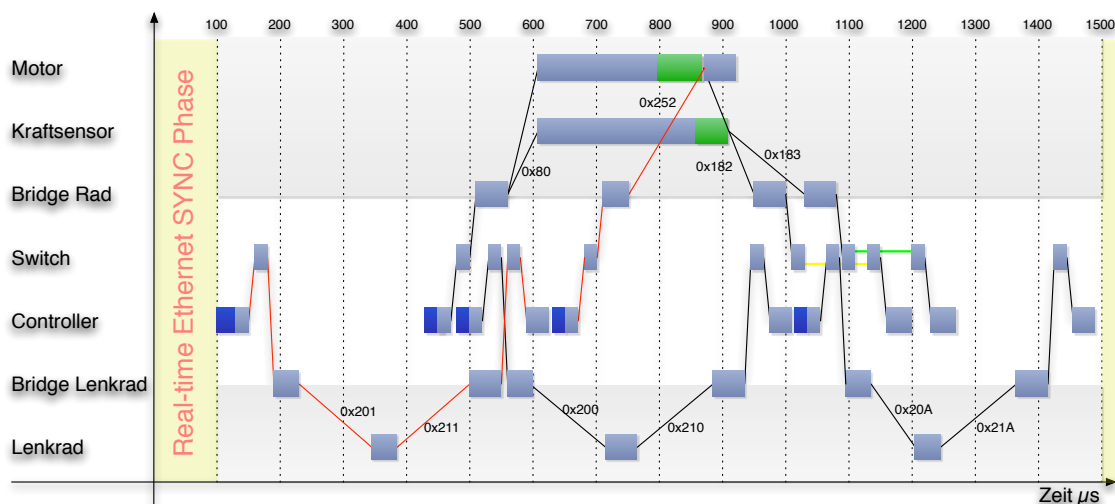 100 200 300 400 500 600 700 800 900 1000 1100 1200 1300 1400 1500
Motor
0x252
Kraftsensor
0x182
0x183
0x80
Bridge Rad
Switch
Controller
Bridge Lenkrad
0x201
0x211
0x200
0x210
0x20A
0x21A
Lenkrad
Real-time Ethernet SYNC Phase
Zeit µs